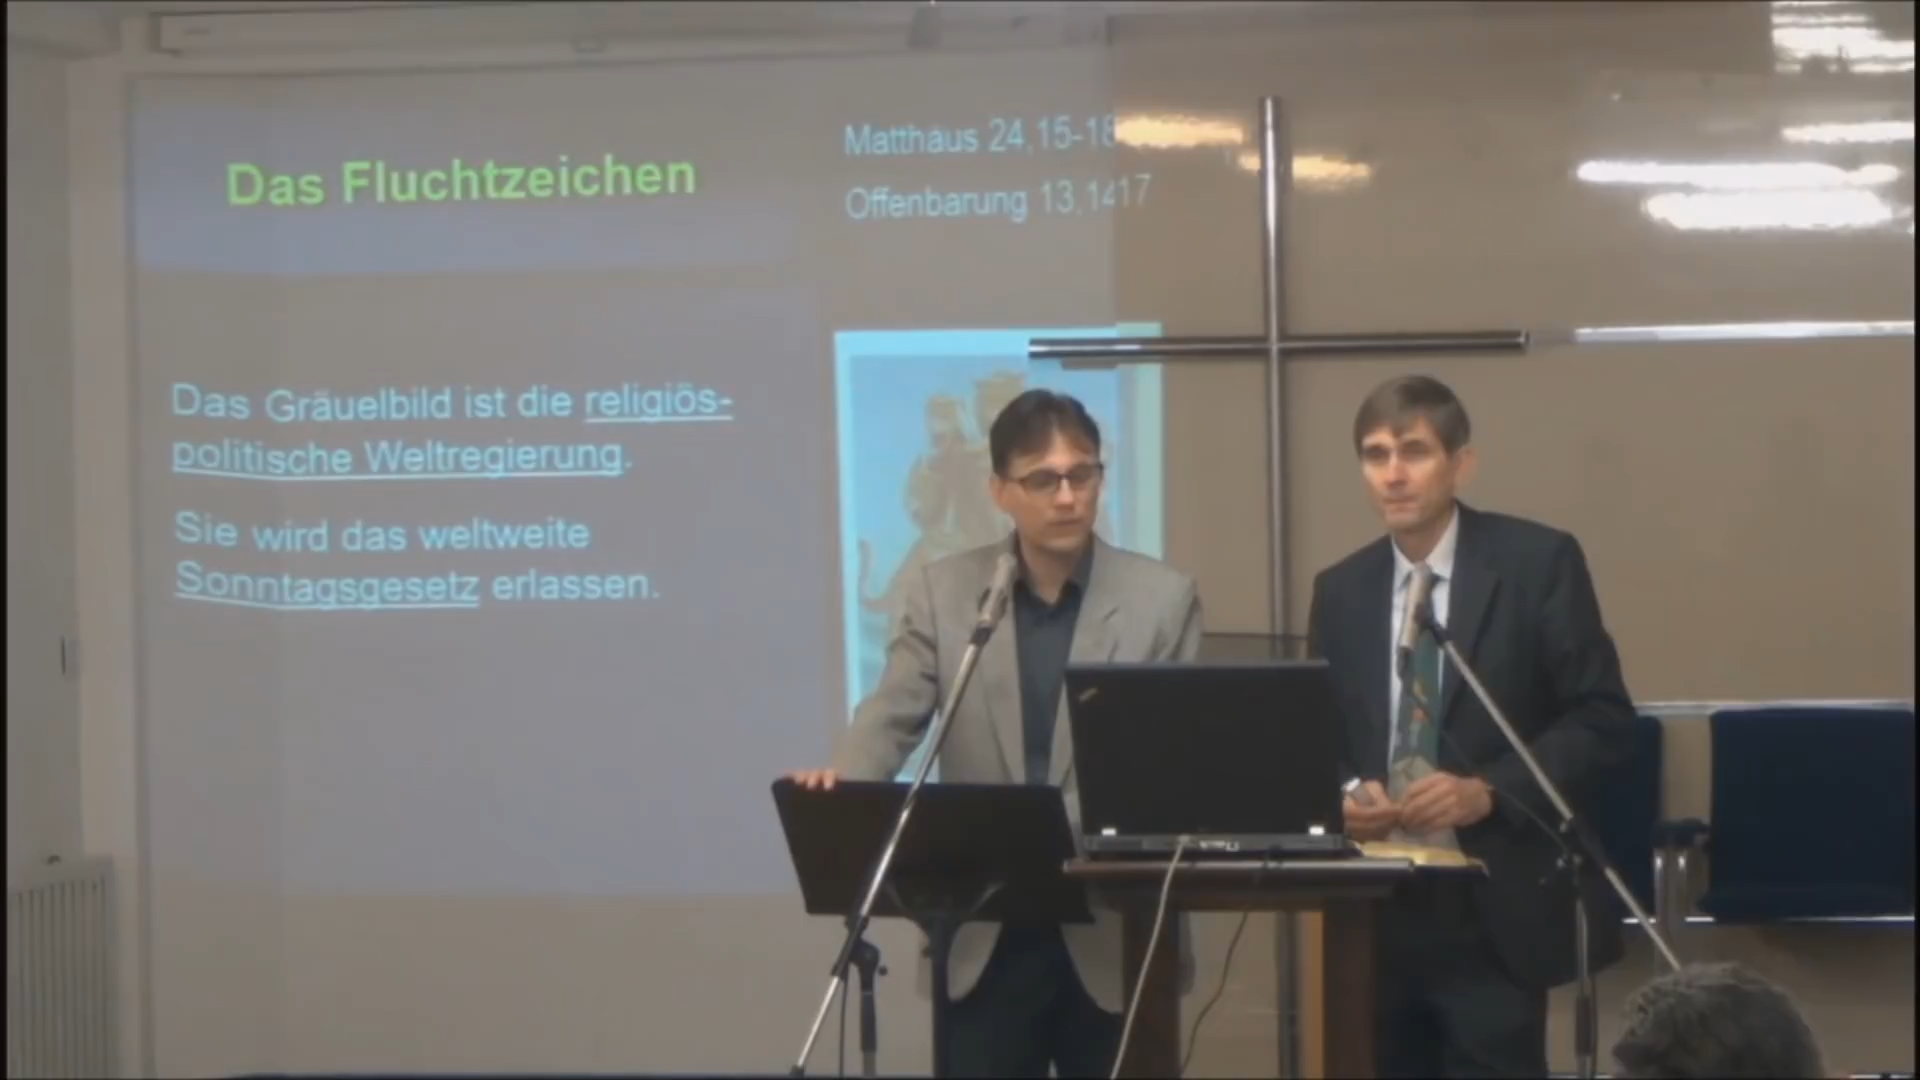 Das Fluchtzeichen
Matthäus 24,15-18
Offenbarung 13,1417
Das Gräuelbild ist die religiös-
politische Weltregierung.
Sie wird das weltweite
Sonntagsgesetz erlassen.